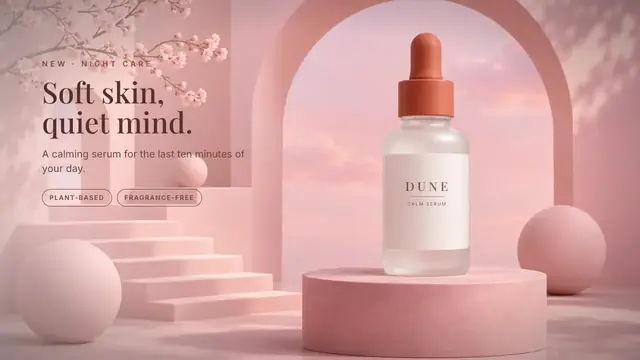 NEW · NIGHT CARE
Soft skin,
quiet mind.
A calming serum for the last ten minutes of
your day.
PLANT-BASED
FRAGRANCE-FREE
DUNE
CALM SERUM